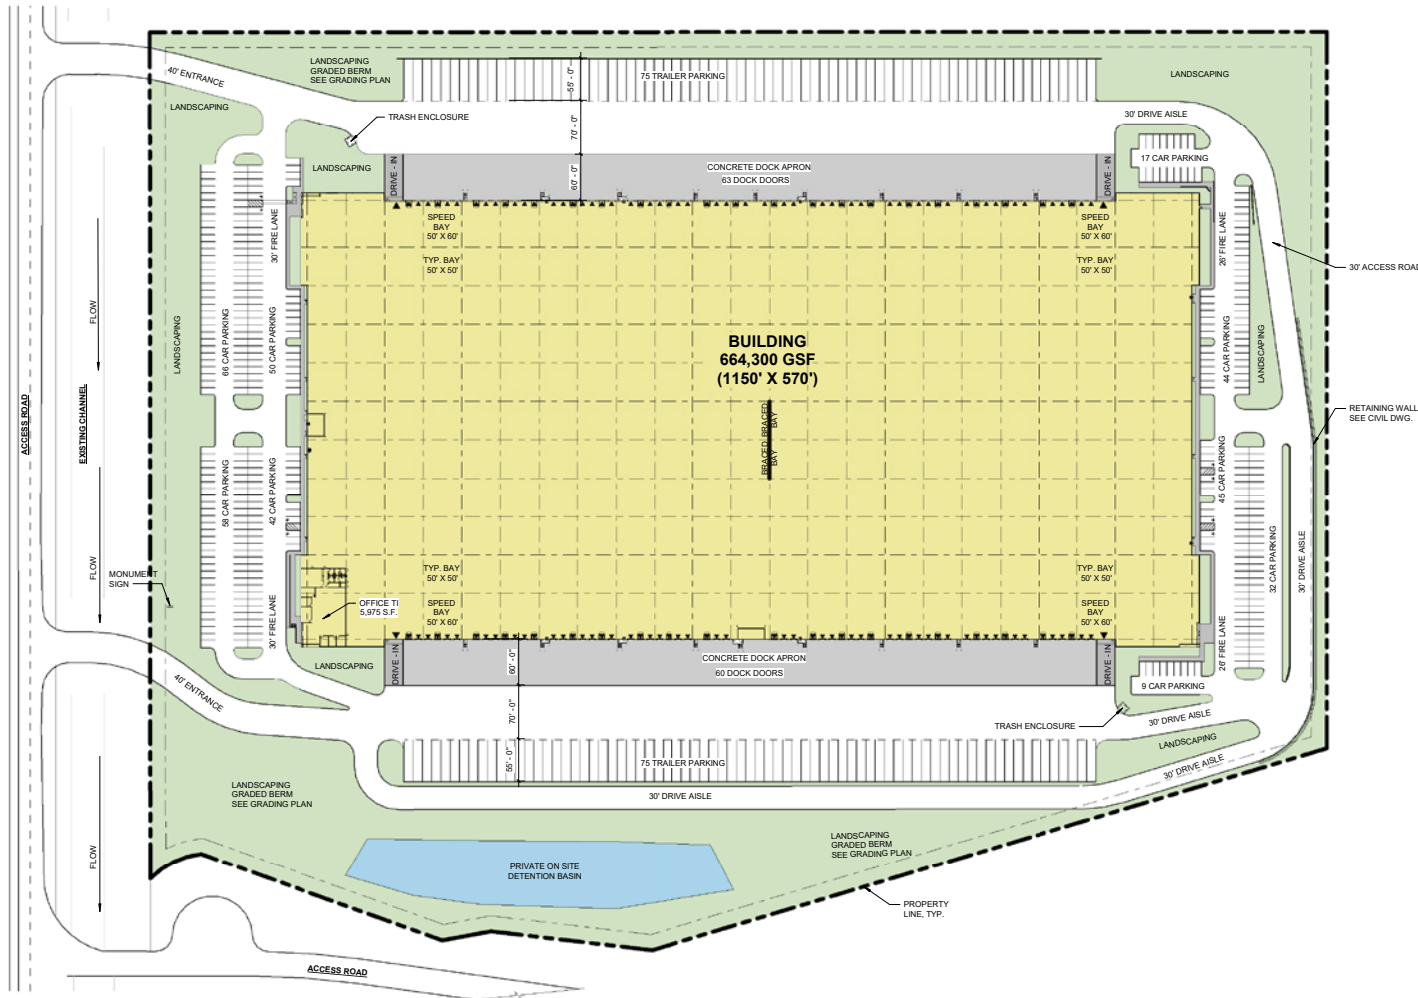 LANDSCAPING
GRADED BERM
SEE GRADING PLAN
40' ENTRANCE
LANDSCAPING
55' - 0"
75 TRAILER PARKING
LANDSCAPING
TRASH ENCLOSURE
70' - 0"
30' DRIVE AISLE
LANDSCAPING
DRIVE - IN
60' - 0"
CONCRETE DOCK APRON
63 DOCK DOORS
DRIVE - IN
17 CAR PARKING
30' FIRE LANE
SPEED
BAY
50' X 60'
TYP. BAY
50' X 50'
SPEED
BAY
50' X 60'
TYP. BAY
50' X 50'
26' FIRE LANE
30' ACCESS ROAD
FLOW
LANDSCAPING
66 CAR PARKING
50 CAR PARKING
BUILDING
664,300 GSF
(1150' X 570')
44 CAR PARKING
LANDSCAPING
ACCESS ROAD
EXISTING CHANNEL
BRACED
BAY
BRACED
BAY
RETAINING WALL
SEE CIVIL DWG.
58 CAR PARKING
42 CAR PARKING
45 CAR PARKING
32 CAR PARKING
30' DRIVE AISLE
FLOW
MONUMENT
SIGN
30' FIRE LANE
OFFICE TI
5,975 S.F.
TYP. BAY
50' X 50'
SPEED
BAY
50' X 60'
TYP. BAY
50' X 50'
SPEED
BAY
50' X 60'
26' FIRE LANE
LANDSCAPING
DRIVE - IN
60' - 0"
CONCRETE DOCK APRON
60 DOCK DOORS
DRIVE - IN
9 CAR PARKING
40' ENTRANCE
70' - 0"
TRASH ENCLOSURE
30' DRIVE AISLE
LANDSCAPING
55' - 0"
75 TRAILER PARKING
30' DRIVE AISLE
30' DRIVE AISLE
LANDSCAPING
GRADED BERM
SEE GRADING PLAN
FLOW
LANDSCAPING
GRADED BERM
SEE GRADING PLAN
PRIVATE ON SITE
DETENTION BASIN
PROPERTY
LINE, TYP.
ACCESS ROAD